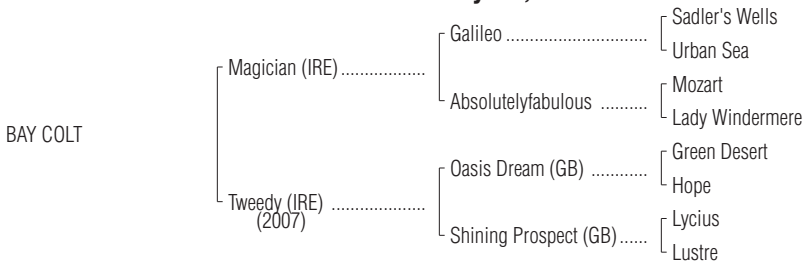 Sadler's Wells
Galileo ..............................
Urban Sea
Magician (IRE) ..................
Mozart
Absolutelyfabulous ..........
Lady Windermere
BAY COLT
Green Desert
Oasis Dream (GB) ............
Hope
Tweedy (IRE) ....................
(2007)
Lycius
Shining Prospect (GB) ......
Lustre